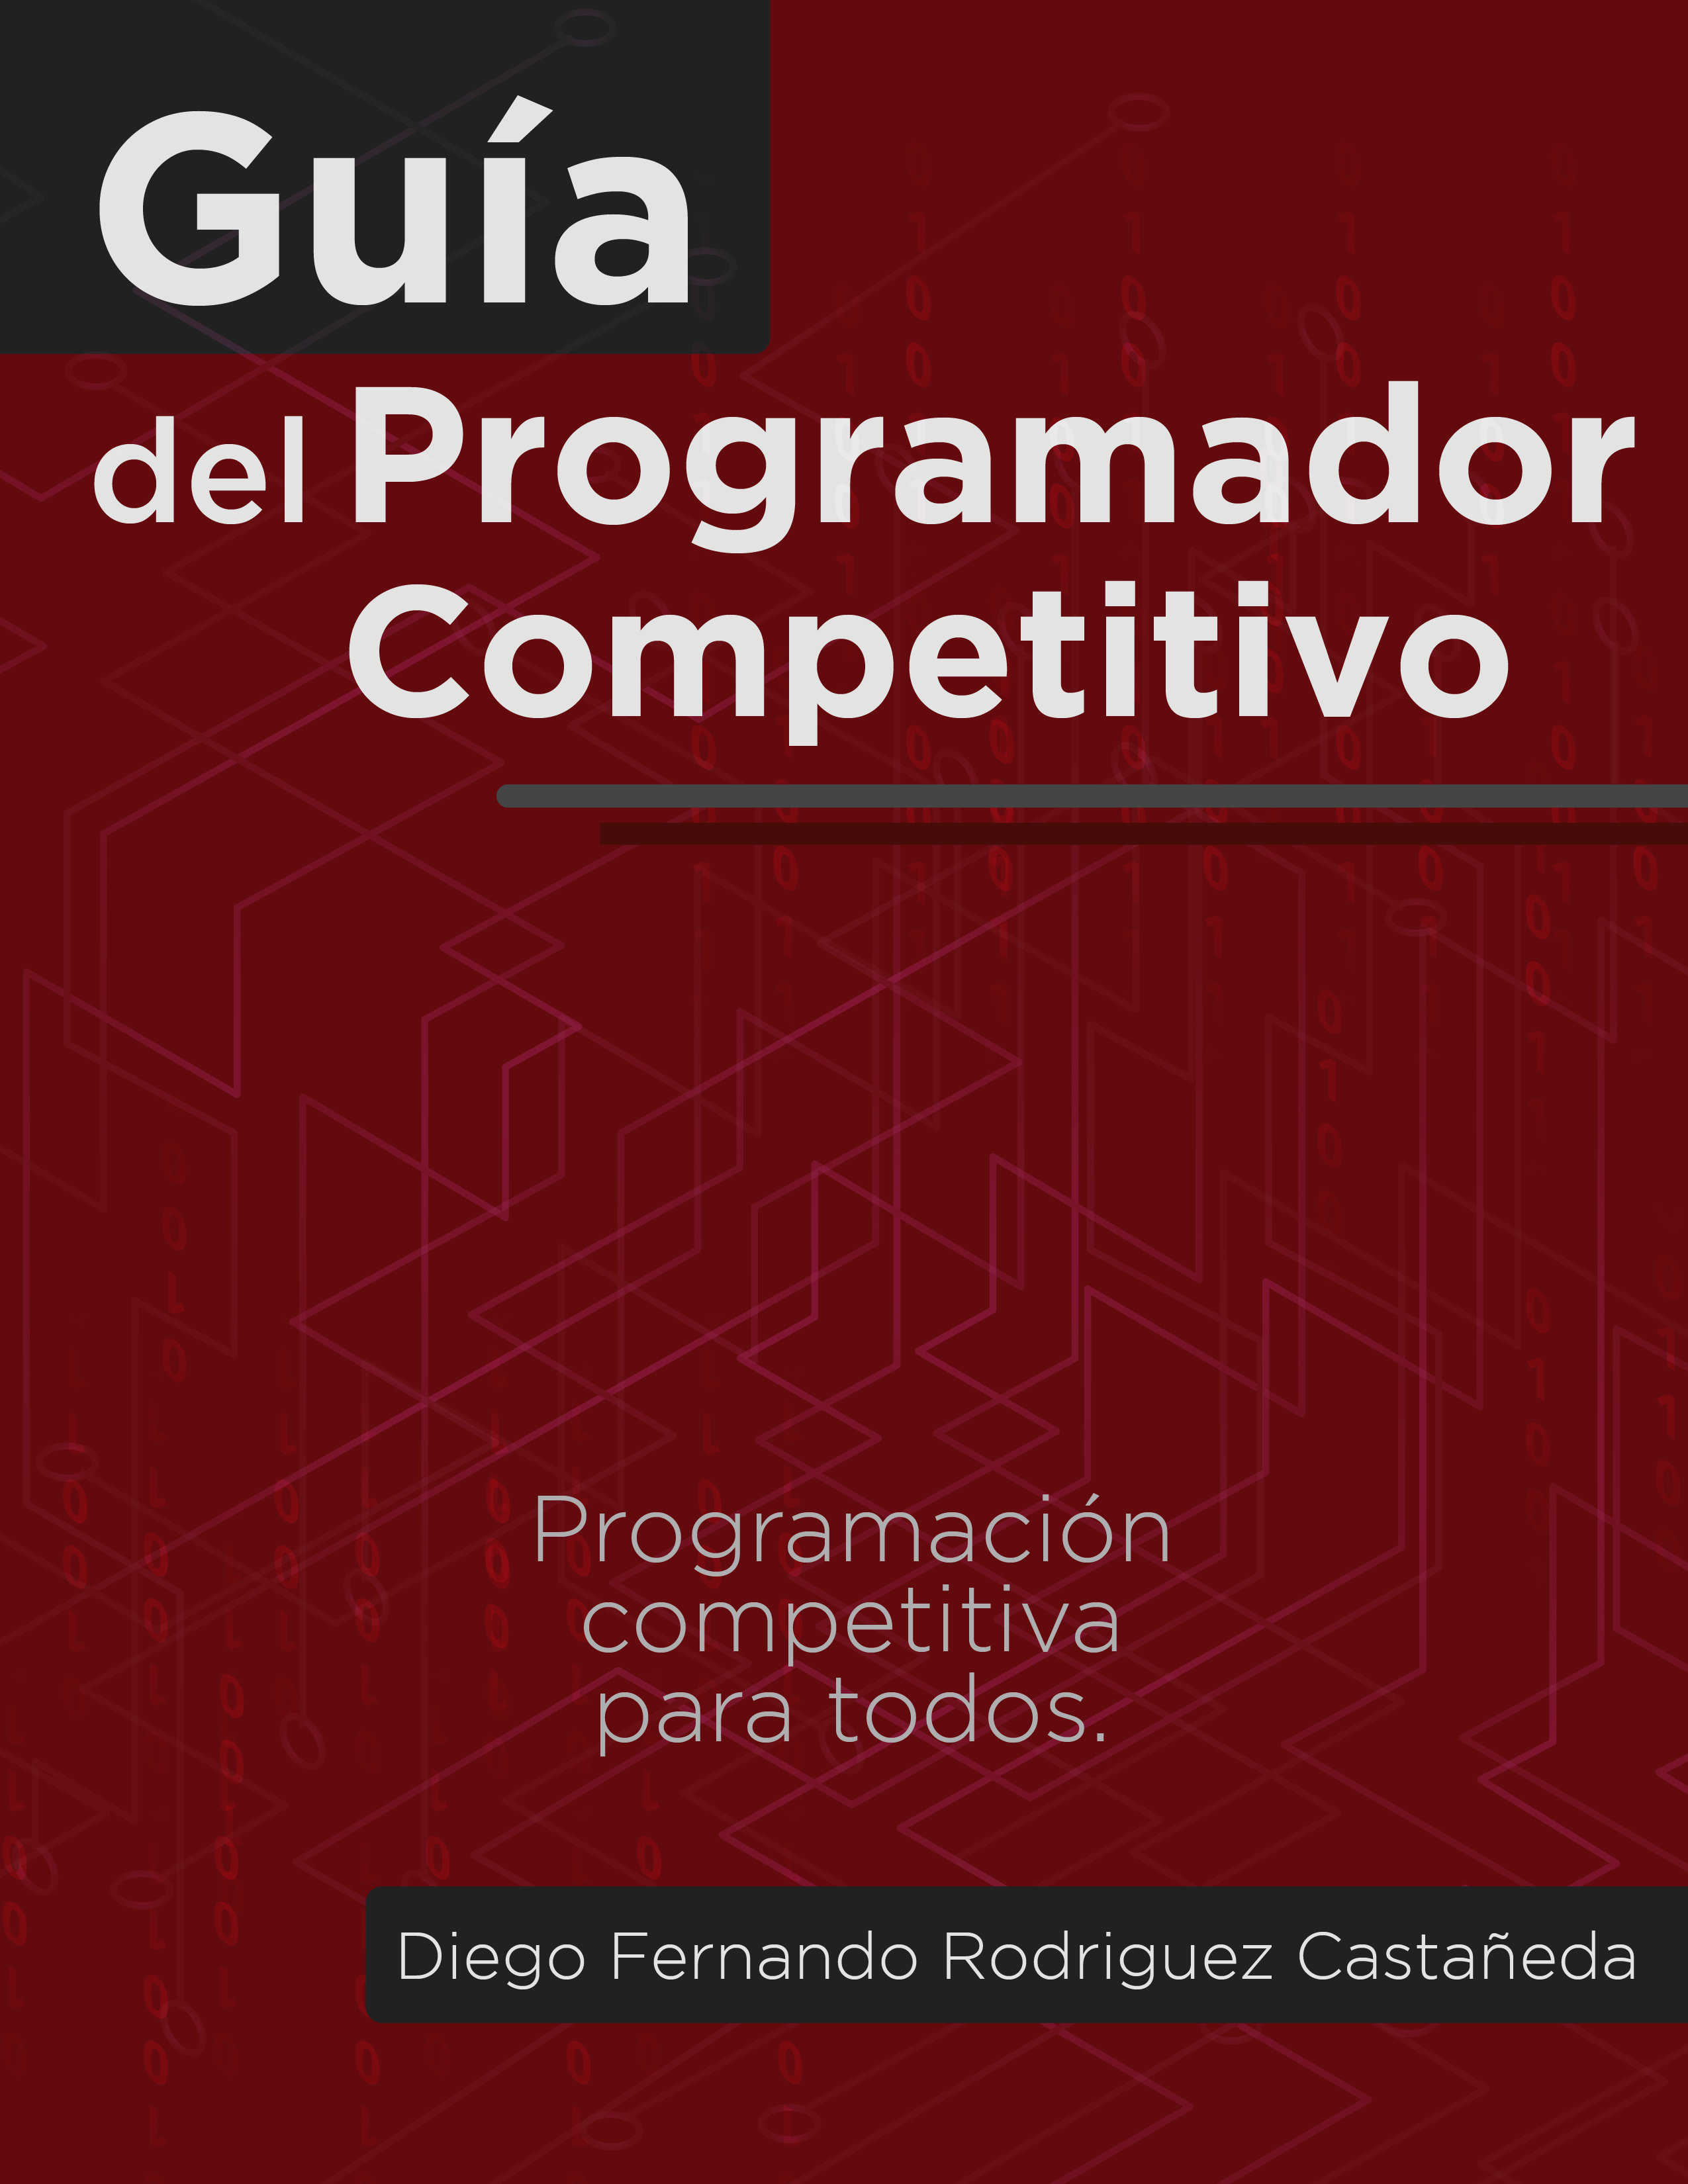 Guía
del Programador
Competitivo
Programación
competitiva
para todos.
Diego Fernando Rodriguez Castañeda